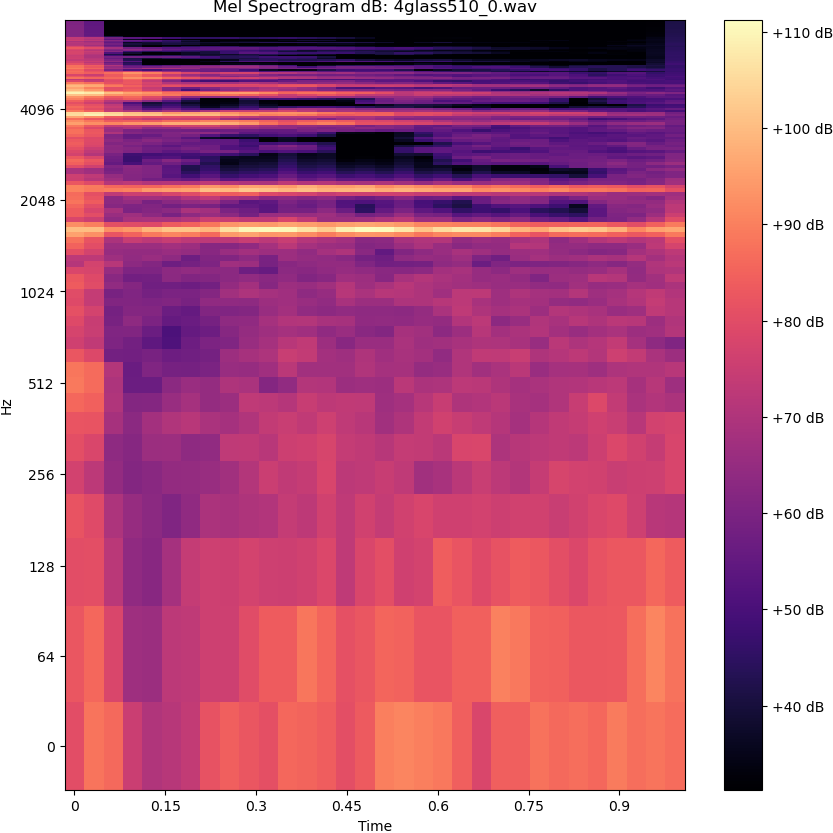 Mel Spectrogram dB: 4glass510_0.wav
+110 dB
4096
+100 dB
2048
+90 dB
1024
+80 dB
512
Hz
+70 dB
256
+60 dB
128
+50 dB
64
+40 dB
0
0 0.15 0.3 0.45 0.6 0.75 0.9
Time